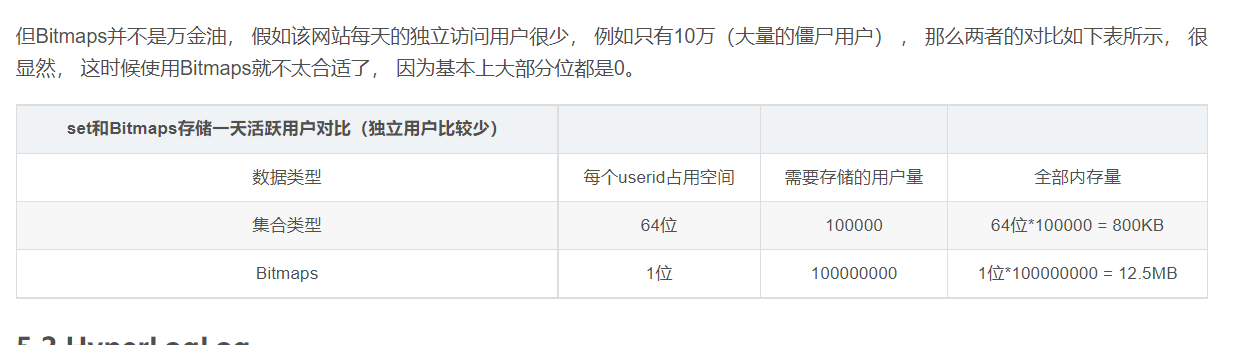 但Bitmaps并不是万金油， 假如该网站每天的独立访问用户很少， 例如只有10万（大量的僵尸用户） ， 那么两者的对比如下表所示， 很
显然， 这时候使用Bitmaps就不太合适了， 因为基本上大部分位都是0。
set和Bitmaps存储一天活跃用户对比（独立用户比较少）
数据类型 每个userid占用空间 需要存储的用户量 全部内存量
集合类型 64位 100000 64位*100000 = 800KB
Bitmaps 1位 100000000 1位*100000000 = 12.5MB
5.2 HyperLogLog